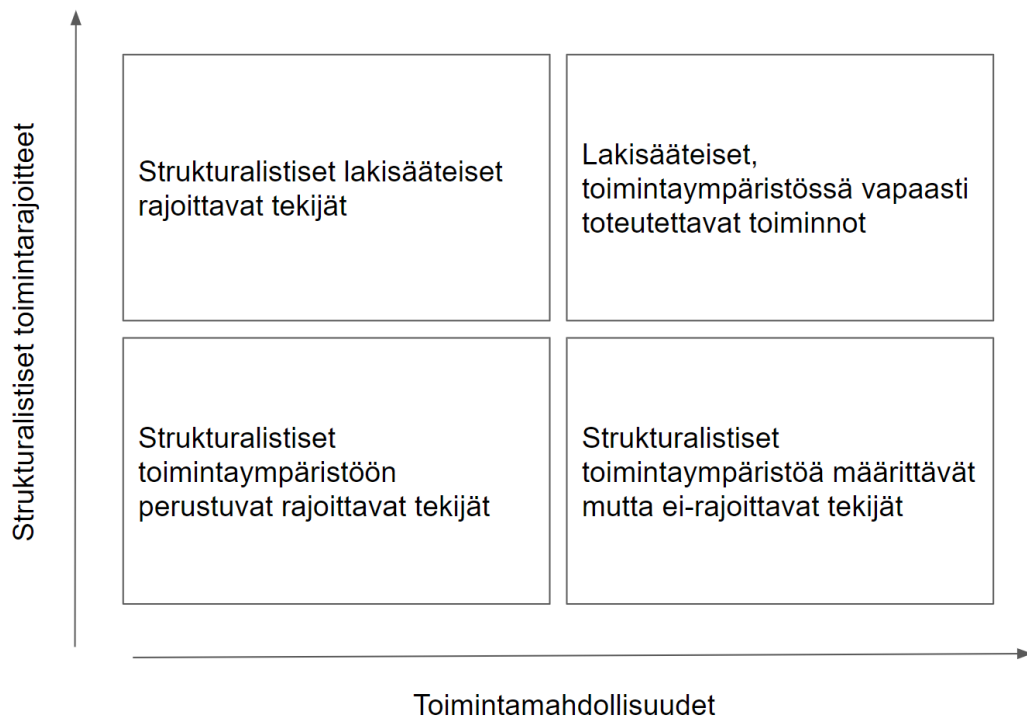 Strukturalistiset toimintarajoitteet
Strukturalistiset lakisääteiset
rajoittavat tekijät
Lakisääteiset,
toimintaympäristössä vapaasti
toteutettavat toiminnot
Strukturalistiset
toimintaympäristöön
perustuvat rajoittavat tekijät
Strukturalistiset
toimintaympäristöä määrittävät
mutta ei-rajoittavat tekijät
Toimintamahdollisuudet